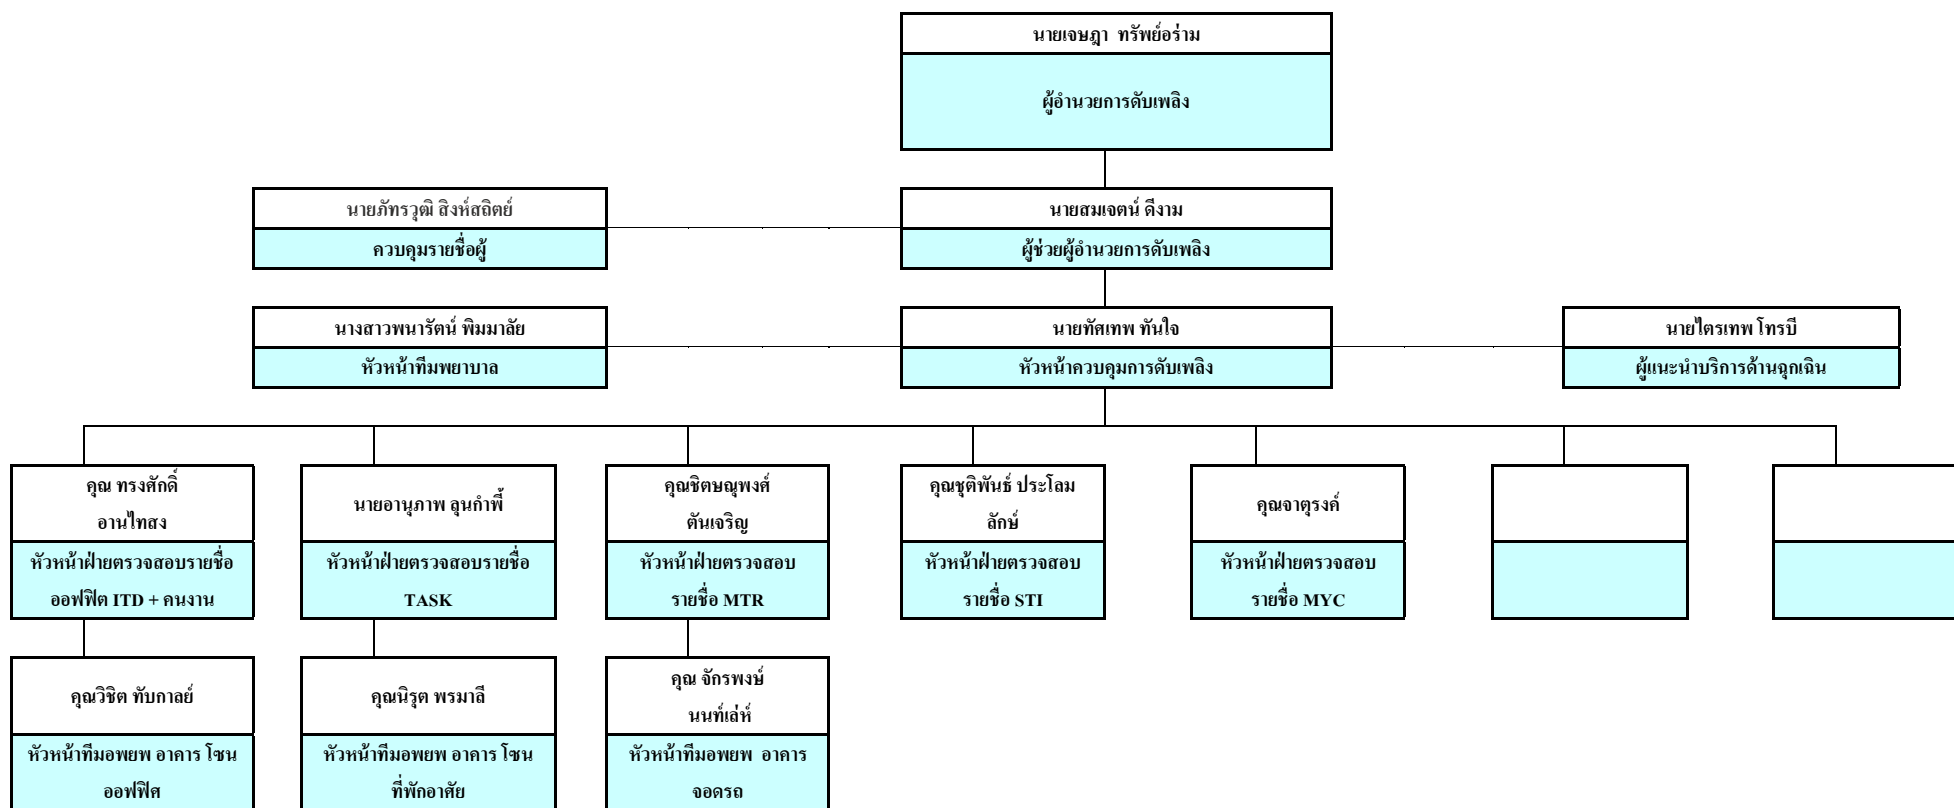 นายเจษฎา  ทรัพย์อร่าม
ผู้อำนวยการดับเพลิง
นายภัทรวุฒิ สิงห์สถิตย์
ควบคุมรายชื่อผู้
นายสมเจตน์ ดีงาม
ผู้ช่วยผู้อำนวยการดับเพลิง
นางสาวพนารัตน์ พิมมาลัย
หัวหน้าทีมพยาบาล
นายทัศเทพ ทันใจ
หัวหน้าควบคุมการดับเพลิง
นายไตรเทพ โทรบี
ผู้แนะนำบริการด้านฉุกเฉิน
คุณ ทรงศักดิ์
อานไทสง
หัวหน้าฝ่ายตรวจสอบรายชื่อ
ออฟฟิต ITD + คนงาน
นายอานุภาพ ลุนกำพี้
หัวหน้าฝ่ายตรวจสอบรายชื่อ
TASK
คุณชิตษณุพงศ์
ตันเจริญ
หัวหน้าฝ่ายตรวจสอบ
รายชื่อ MTR
คุณชุติพันธ์ ประโลม
ลักษ์
หัวหน้าฝ่ายตรวจสอบ
รายชื่อ STI
คุณจาตุรงค์
หัวหน้าฝ่ายตรวจสอบ
รายชื่อ MYC
คุณวิชิต ทับกาลย์
หัวหน้าทีมอพยพ อาคาร โซน
ออฟฟิศ
คุณนิรุต พรมาลี
หัวหน้าทีมอพยพ อาคาร โซน
ที่พักอาศัย
คุณ จักรพงษ์
นนท์เล่ห์
หัวหน้าทีมอพยพ  อาคาร
จอดรถ